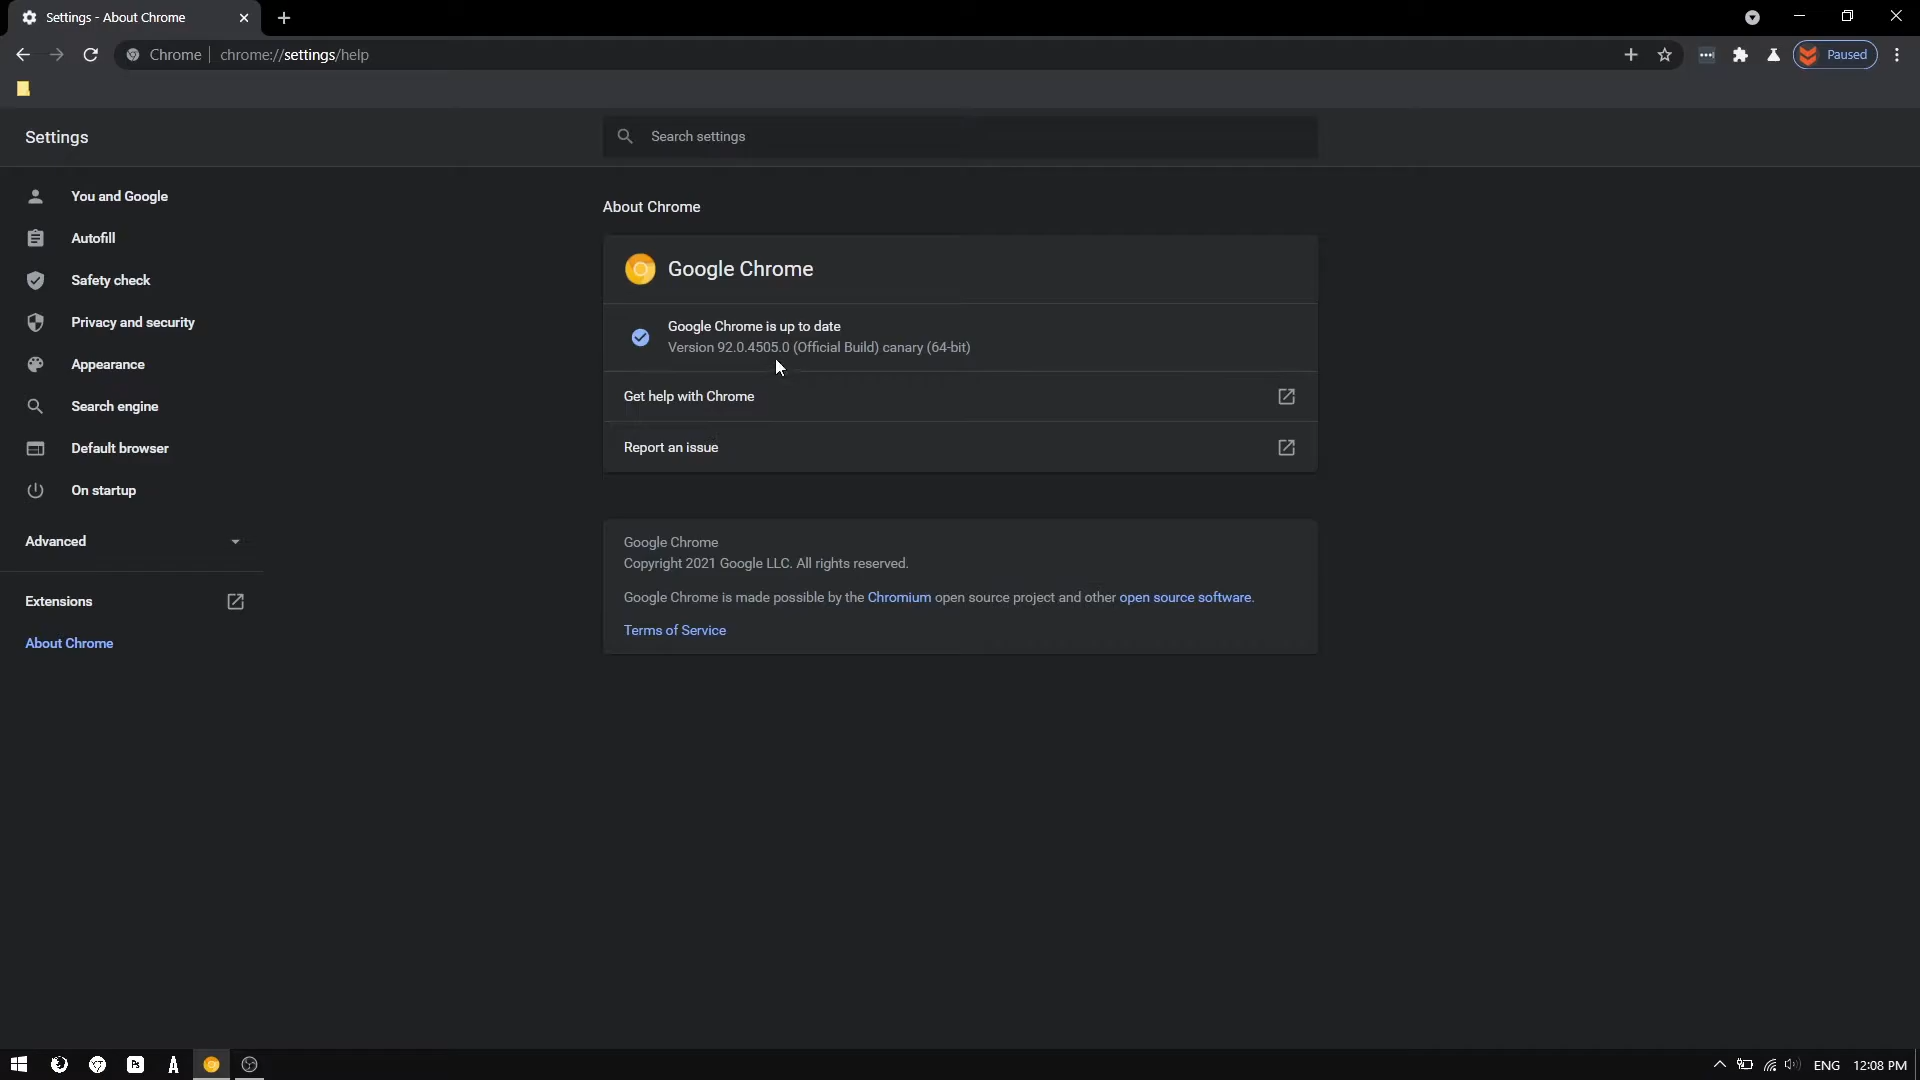 Settings - About Chrome
Chrome | chrome://settings/help
Paused
Settings
Search settings
You and Google
Autofill
Safety check
Privacy and security
Appearance
Search engine
Default browser
On startup
Advanced
Extensions
About Chrome
About Chrome
Google Chrome
Google Chrome is up to date
Version 92.0.4505.0 (Official Build) canary (64-bit)
Get help with Chrome
Report an issue
Google Chrome
Copyright 2021 Google LLC. All rights reserved.
Google Chrome is made possible by the Chromium open source project and other open source software.
Terms of Service
Ps
ENG
12:08 PM